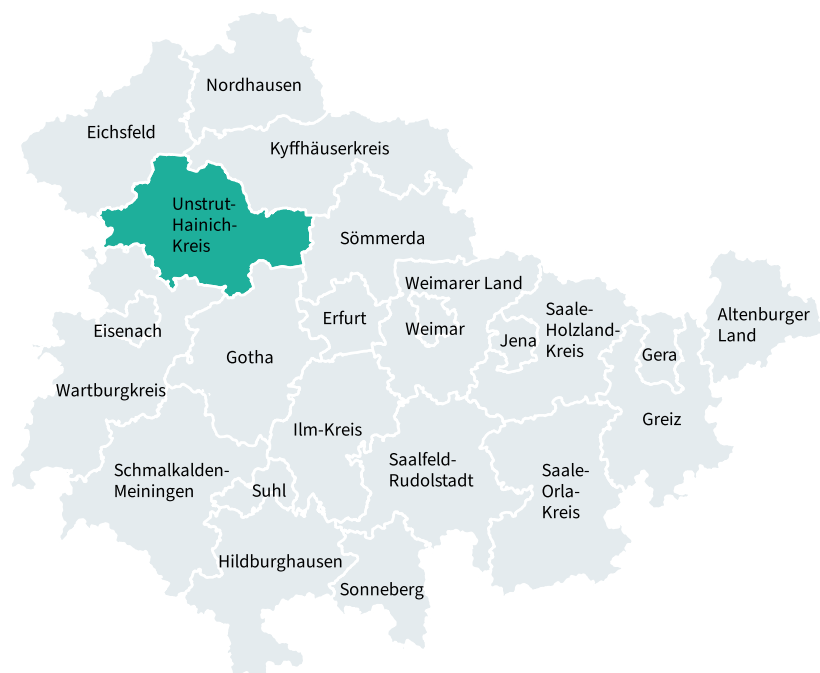 Nordhausen
Eichsfeld
Kyffhäuserkreis
Unstrut-
Hainich-
Kreis
Sömmerda
Weimarer Land
Saale-
Holzland-
Kreis
Altenburger
Land
Eisenach
Erfurt
Weimar
Jena
Gera
Gotha
Wartburgkreis
Greiz
Ilm-Kreis
Schmalkalden-
Meiningen
Suhl
Saalfeld-
Rudolstadt
Saale-
Orla-
Kreis
Hildburghausen
Sonneberg